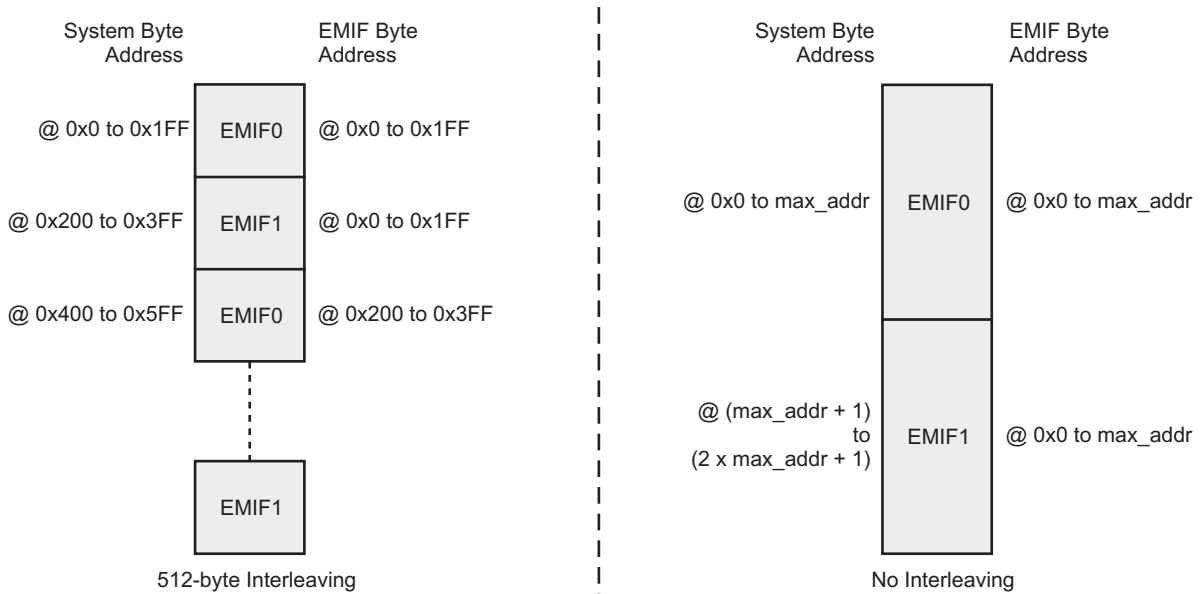 System Byte
Address
EMIF Byte
Address
@ 0x0 to 0x1FF
EMIF0
@ 0x0 to 0x1FF
@ 0x200 to 0x3FF
EMIF1
@ 0x0 to 0x1FF
@ 0x400 to 0x5FF
EMIF0
@ 0x200 to 0x3FF
EMIF1
512-byte Interleaving
System Byte
Address
EMIF Byte
Address
@ 0x0 to max_addr
EMIF0
@ 0x0 to max_addr
@ (max_addr + 1)
to
(2 x max_addr + 1)
EMIF1
@ 0x0 to max_addr
No Interleaving